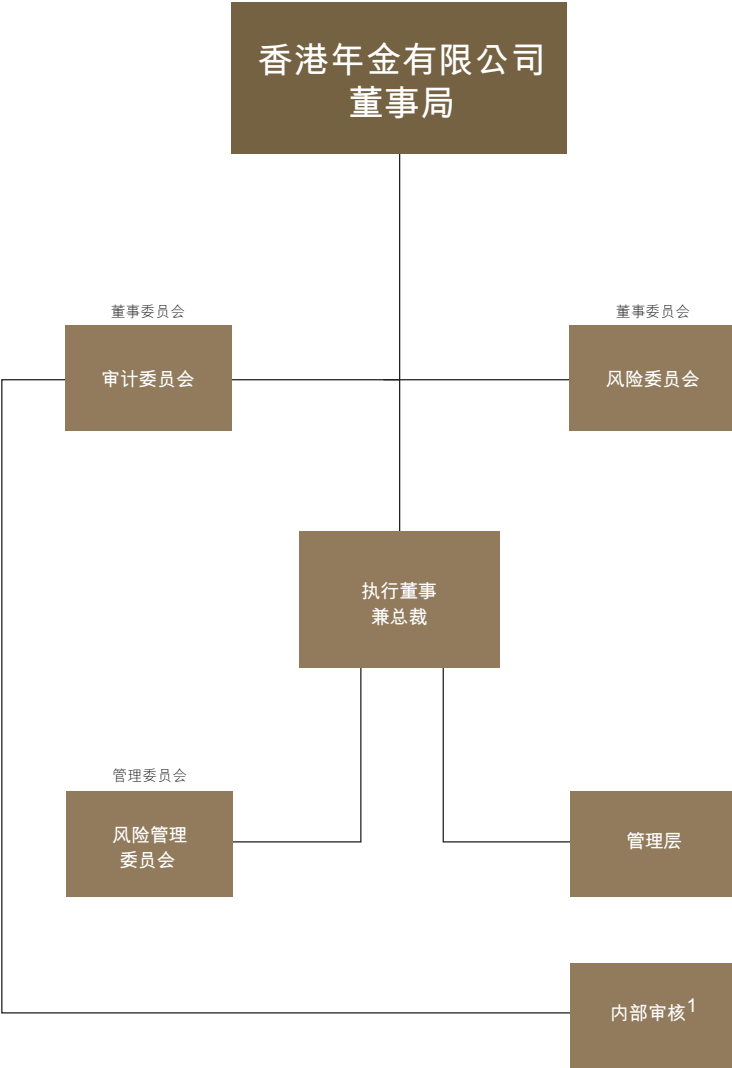 香港年金有限公司
董事局
董事委员会
审计委员会
董事委员会
风险委员会
执行董事
兼总裁
管理委员会
风险管理
委员会
管理层
内部审核1